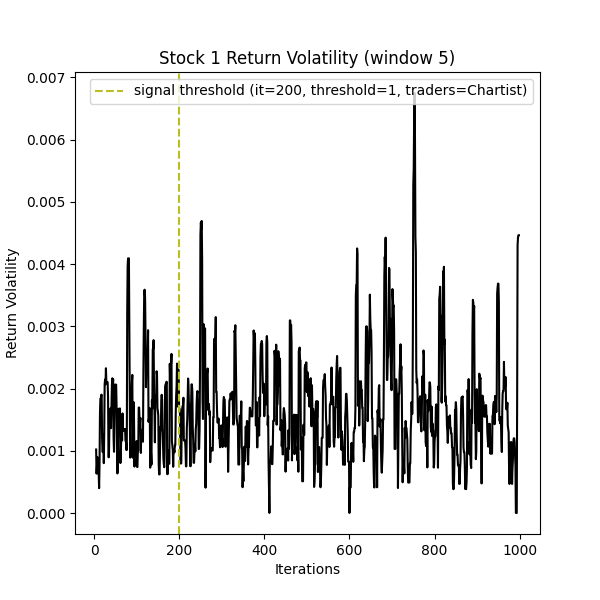 Stock 1 Return Volatility (window 5)
signal threshold (it=200, threshold=1, traders=Chartist)
Return Volatility
0.007
0.006
0.005
0.004
0.003
0.002
0.001
0.000
0 200 400 600 800 1000
Iterations